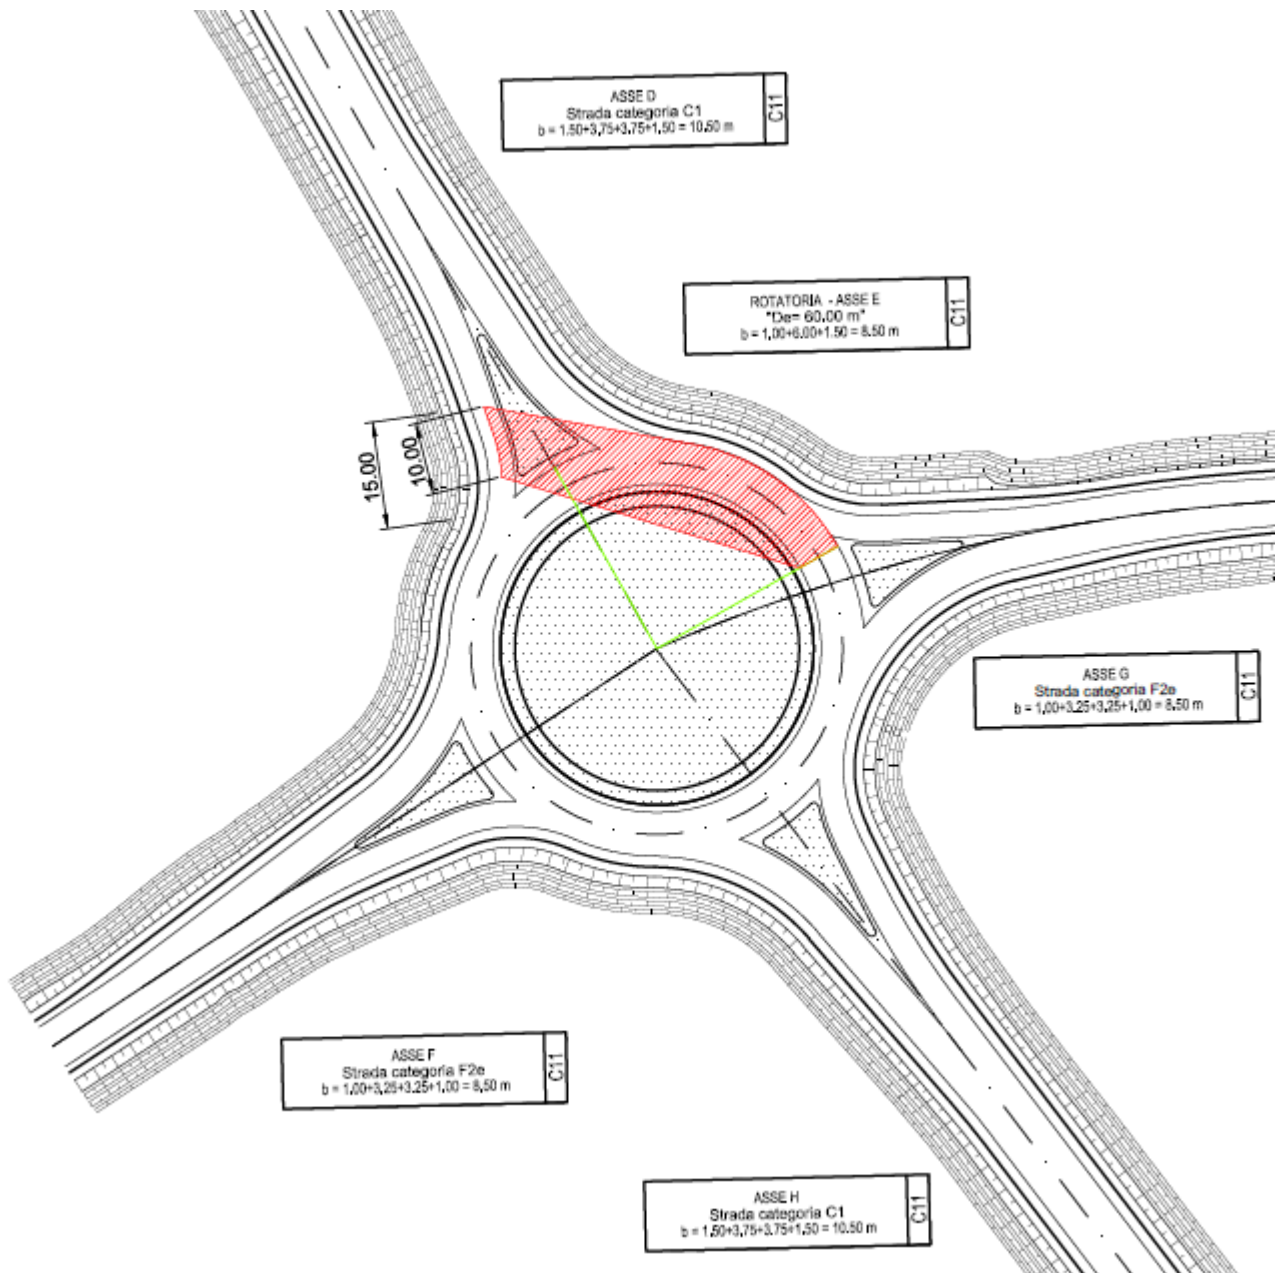 ASSE D
Strada categoria C1
b = 1.50+3,75+3.75+1,50 = 10.50 m
C11
ROTATORIA - ASSE E
"De= 60.00 m"
b = 1,00+6.00+1.50 = 8.50 m
C11
15.00
10.00
ASSE G
Strada categoria F2e
b = 1,00+3.25+3.25+1,00 = 8.50 m
C11
ASSE F
Strada categoria F2e
b = 1.00+3,25+3.25+1.00 = 8,50 m
C11
ASSE H
Strada categoria C1
b = 1,50+3,75+3.75+1,50 = 10.50 m
C11